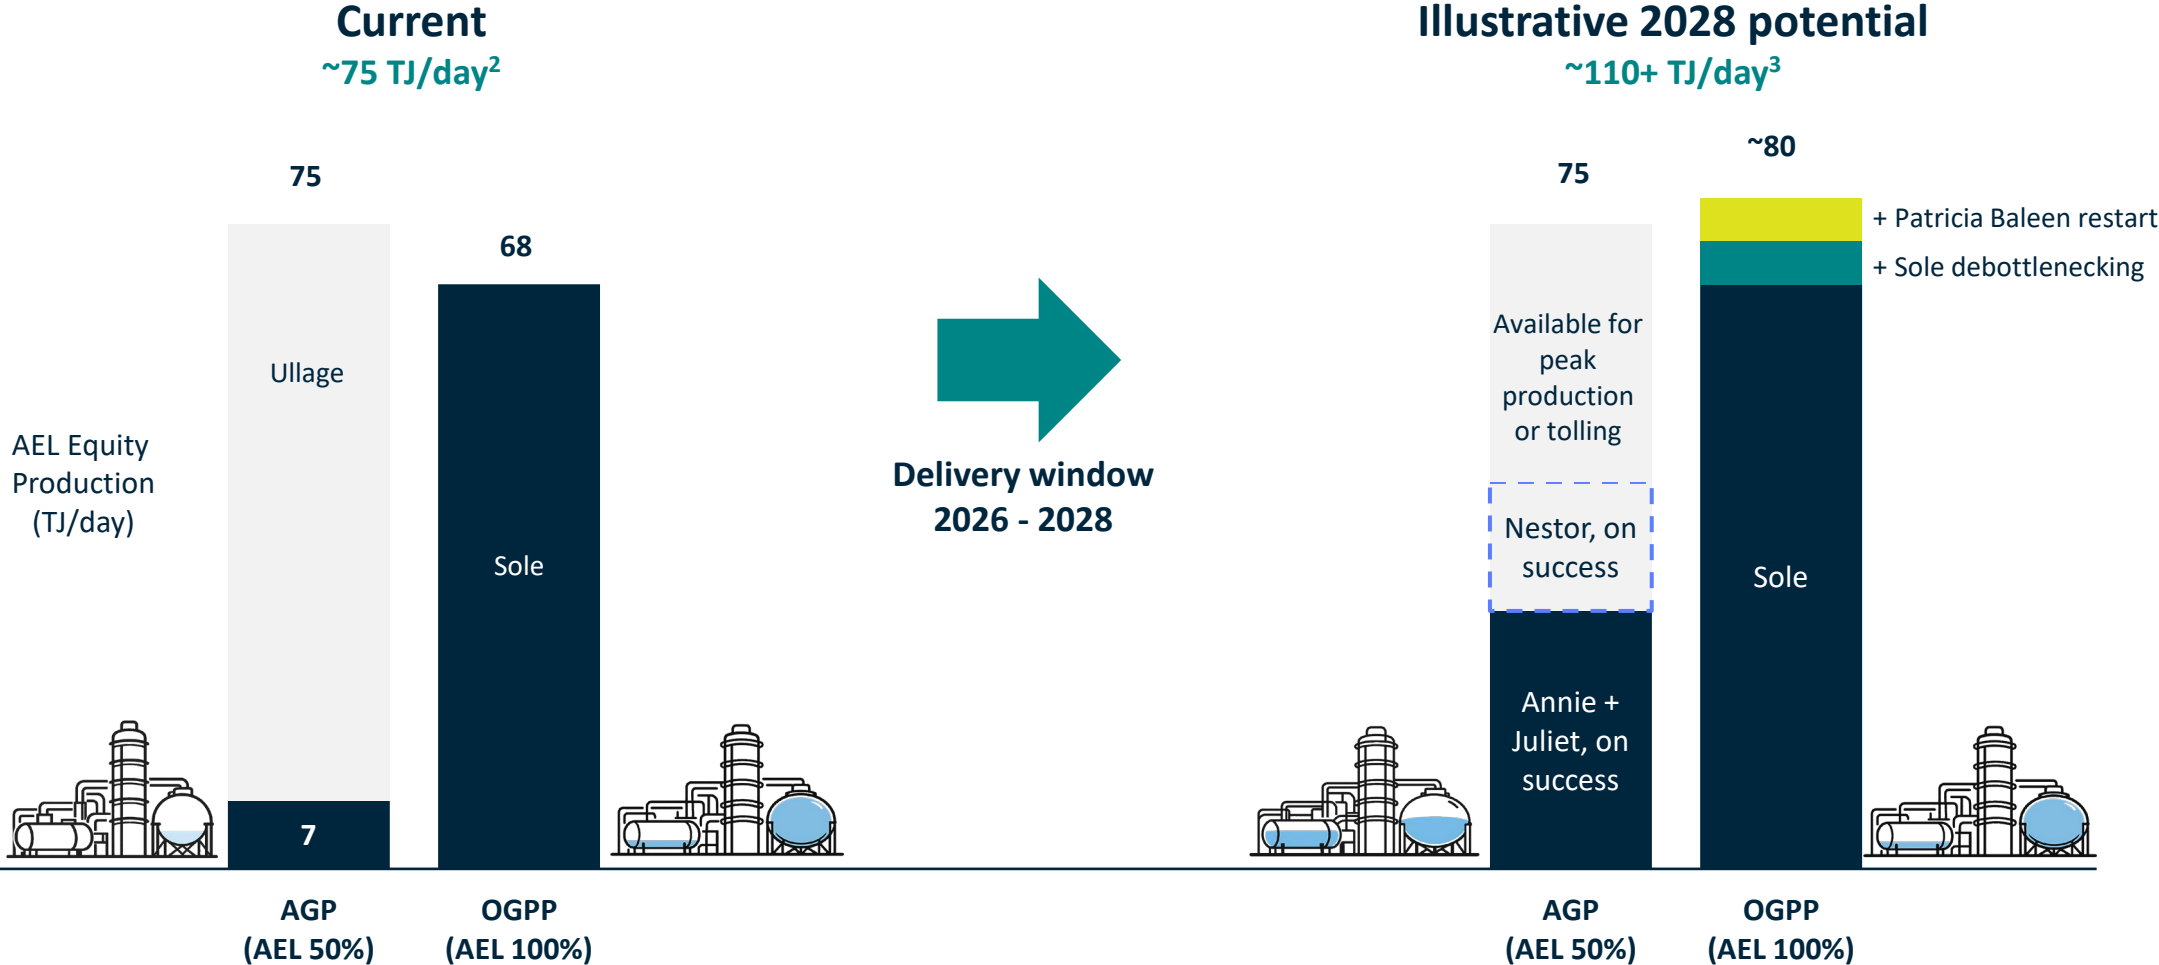 Current
~75 TJ/day2
Illustrative 2028 potential
~110+ TJ/day3
AEL Equity
Production
(TJ/day)
75
Ullage
7
AGP
(AEL 50%)
68
Sole
OGPP
(AEL 100%)
Delivery window
2026 - 2028
75
Available for
peak
production
or tolling
Nestor, on
success
Annie +
Juliet, on
success
AGP
(AEL 50%)
~80
+ Patricia Baleen restart
+ Sole debottlenecking
Sole
OGPP
(AEL 100%)